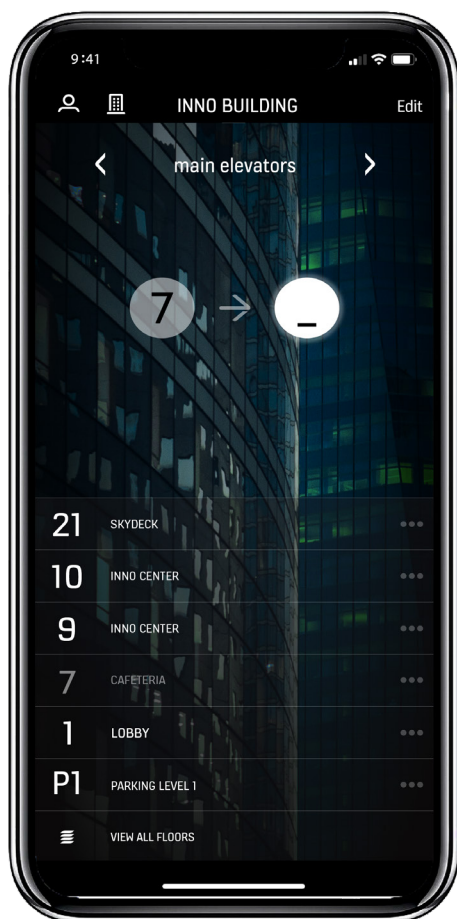 9:41
INNO BUILDING Edit
< main elevators >
7 → _
21 SKYDECK •••
10 INNO CENTER •••
9 INNO CENTER •••
7 CAFETERIA •••
1 LOBBY •••
P1 PARKING LEVEL 1 •••
VIEW ALL FLOORS